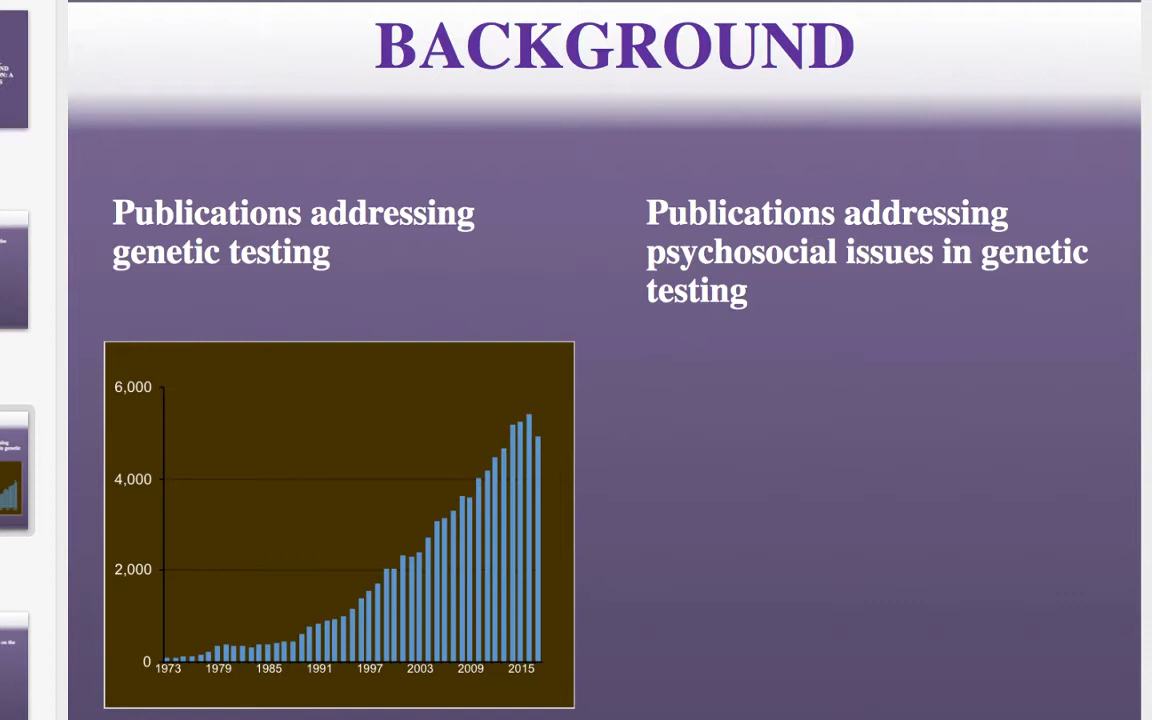 BACKGROUND
Publications addressing
genetic testing
Publications addressing
psychosocial issues in genetic
testing
6,000
4,000
2,000
0
1973 1979 1985 1991 1997 2003 2009 2015